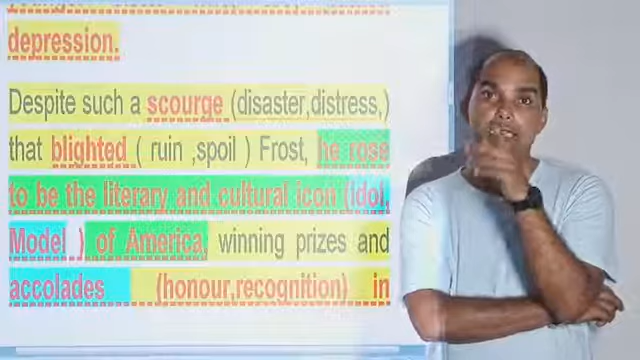 depression.
Despite such a scourge (disaster,distress,)
that blighted ( ruin ,spoil ) Frost, he rose
to be the literary and cultural icon (idol,
Model ) of America, winning prizes and
accolades (honour,recognition) in